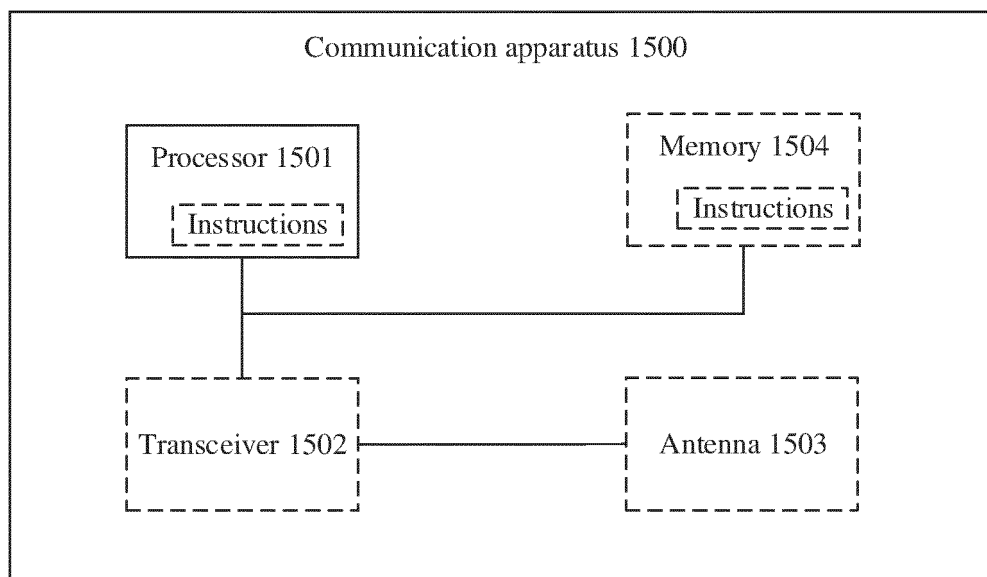 Communication apparatus 1500
Processor 1501
Instructions
Memory 1504
Instructions
Transceiver 1502
Antenna 1503